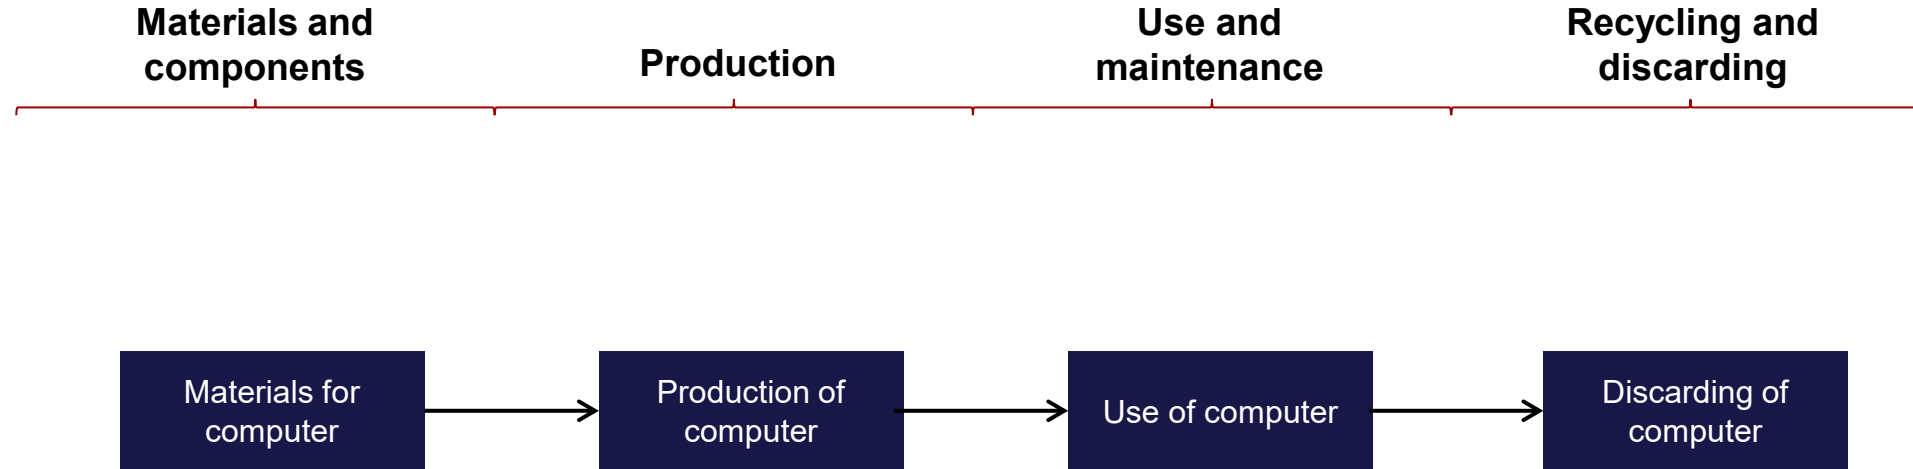 Materials and
components
Production
Use and
maintenance
Recycling and
discarding
Materials for
computer
Production of
computer
Use of computer
Discarding of
computer